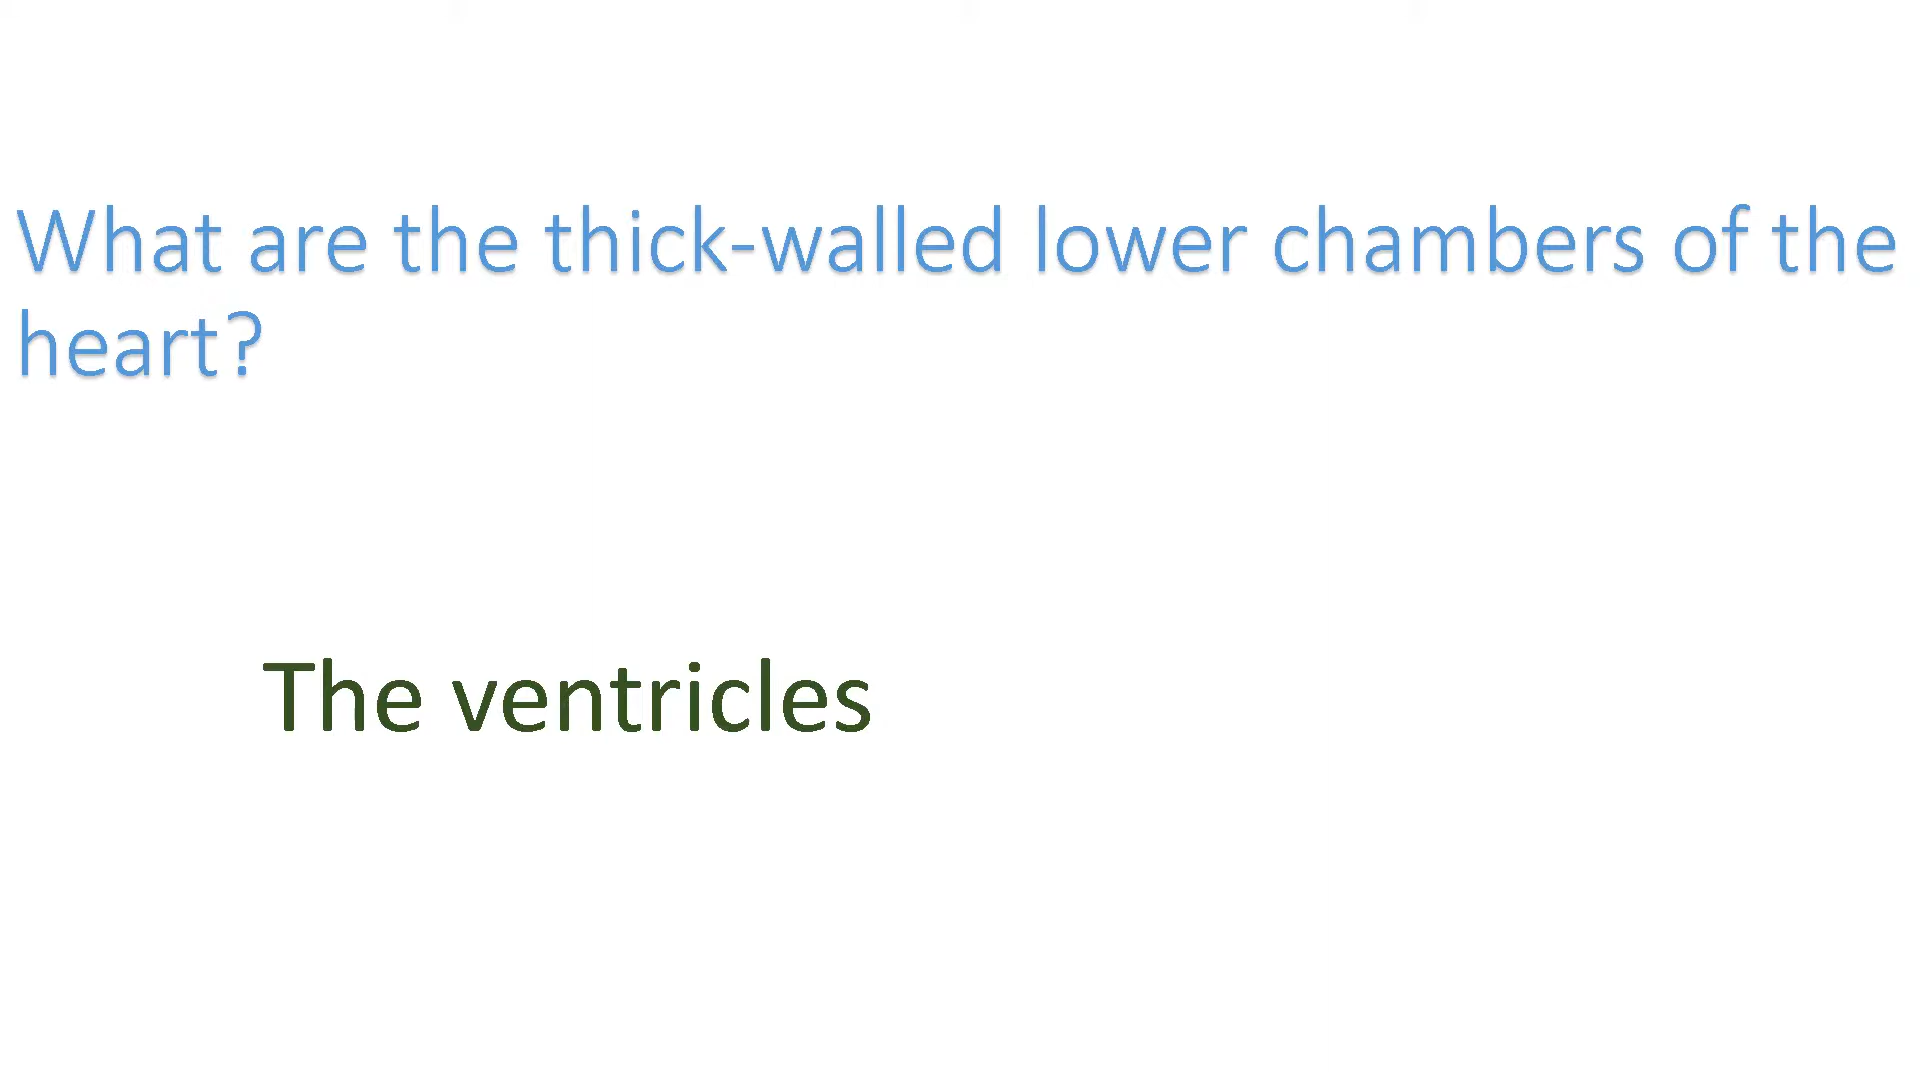 What are the thick-walled lower chambers of the
heart?
The ventricles